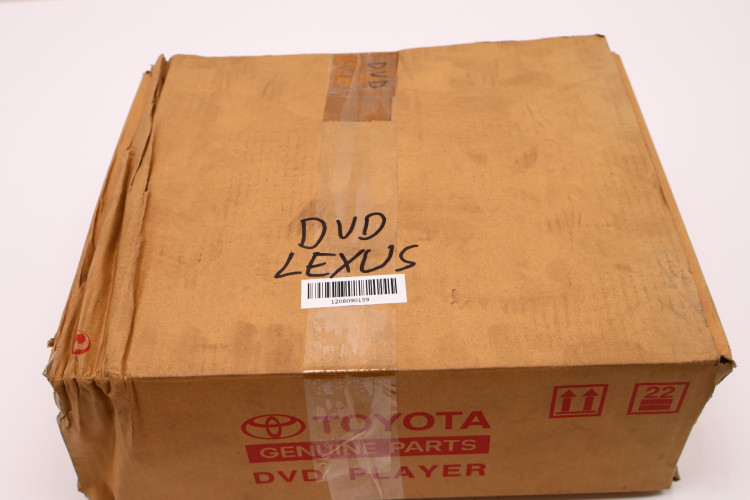 DVD
DVD
LEXUS
1206090159
TOYOTA
22
GENUINE PARTS
DVD PLAYER